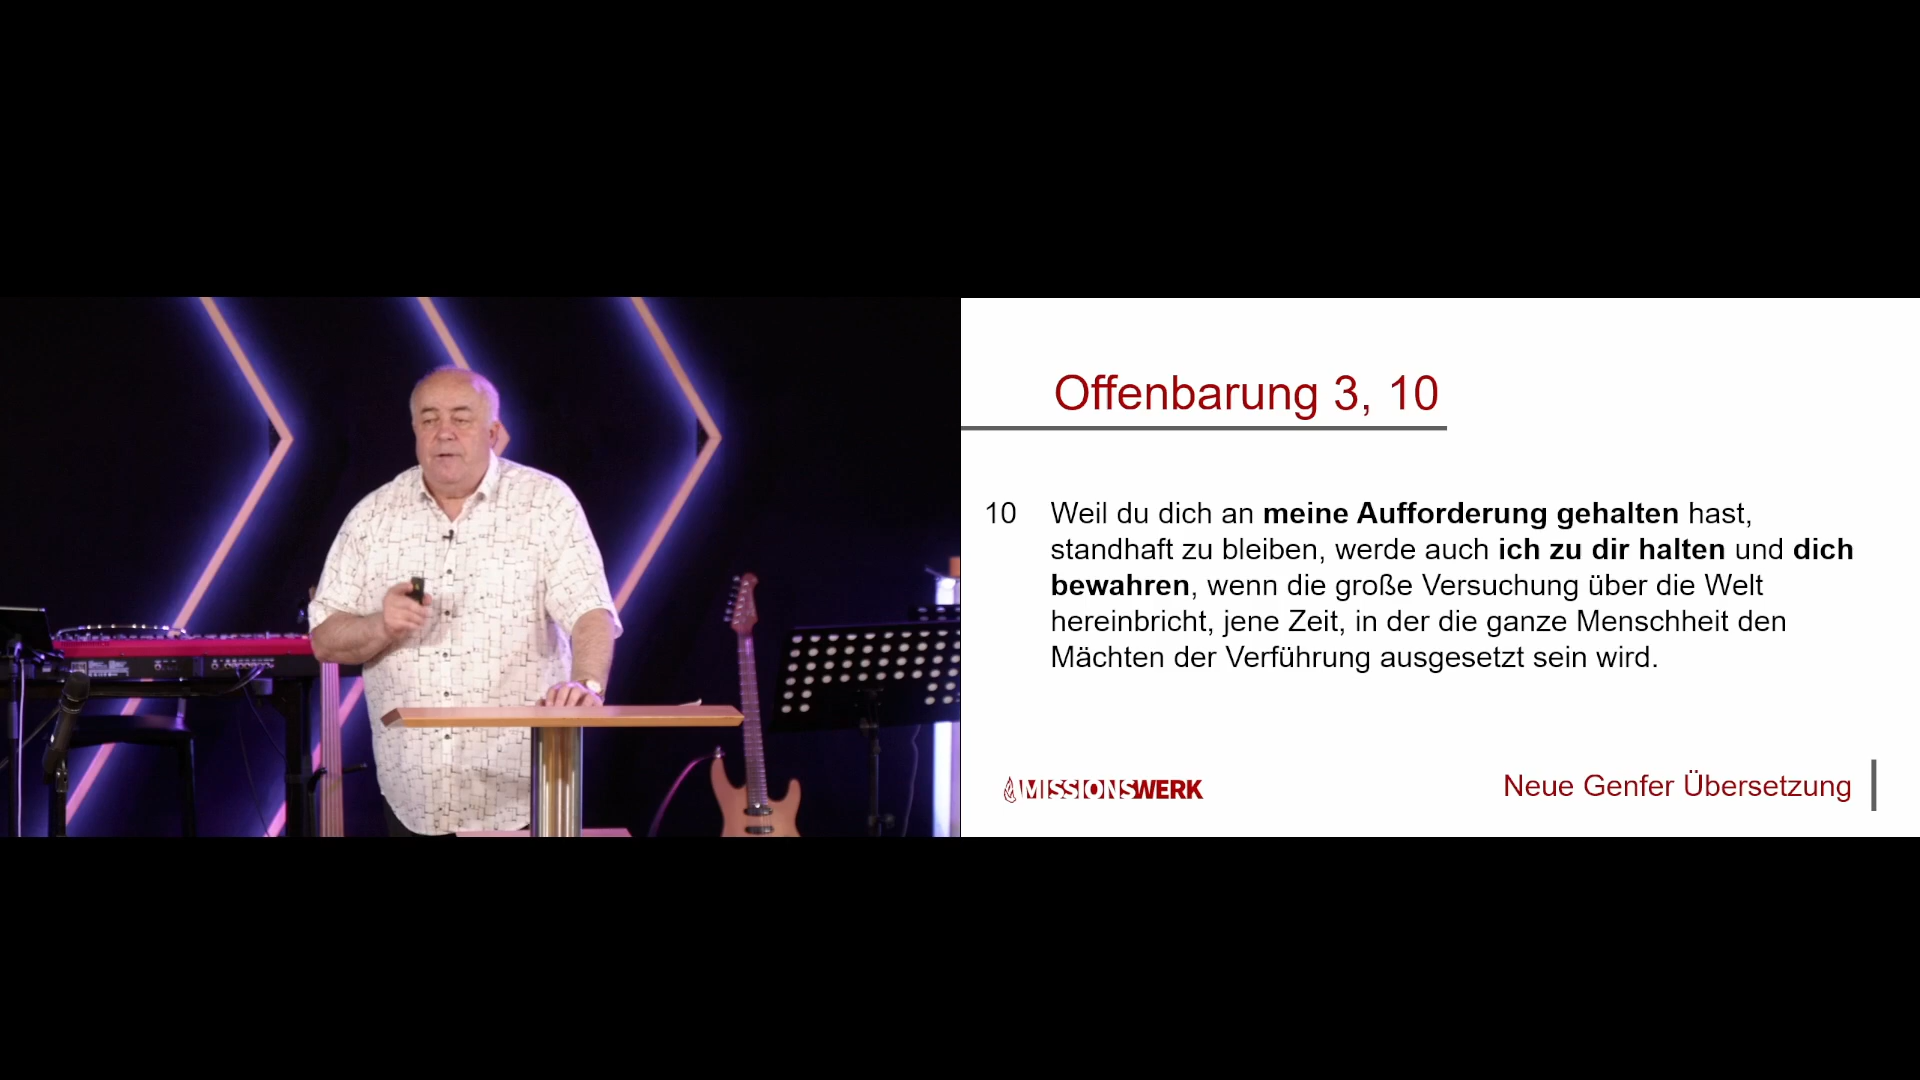 Offenbarung 3, 10
10 Weil du dich an meine Aufforderung gehalten hast,
standhaft zu bleiben, werde auch ich zu dir halten und dich
bewahren, wenn die große Versuchung über die Welt
hereinbricht, jene Zeit, in der die ganze Menschheit den
Mächten der Verführung ausgesetzt sein wird.
MISSIONSWERK
Neue Genfer Übersetzung